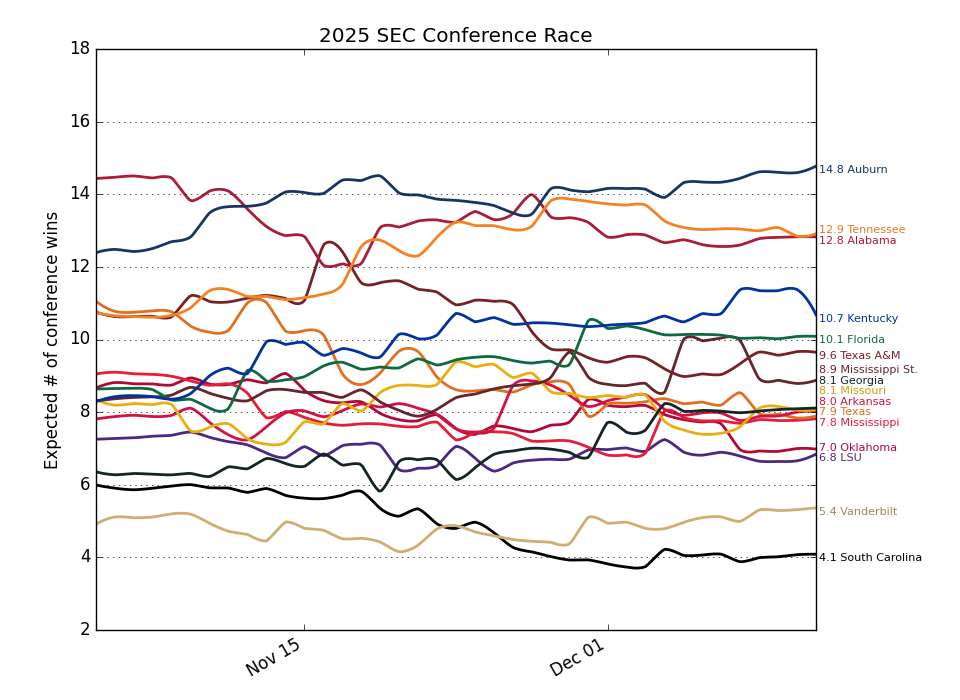 2025 SEC Conference Race
Expected # of conference wins
18
16
14
12
10
8
6
4
2
Nov 15
Dec 01
14.8 Auburn
12.9 Tennessee
12.8 Alabama
10.7 Kentucky
10.1 Florida
9.6 Texas A&M
8.9 Mississippi St.
8.1 Georgia
8.1 Missouri
8.0 Arkansas
7.9 Texas
7.8 Mississippi
7.0 Oklahoma
6.8 LSU
5.4 Vanderbilt
4.1 South Carolina